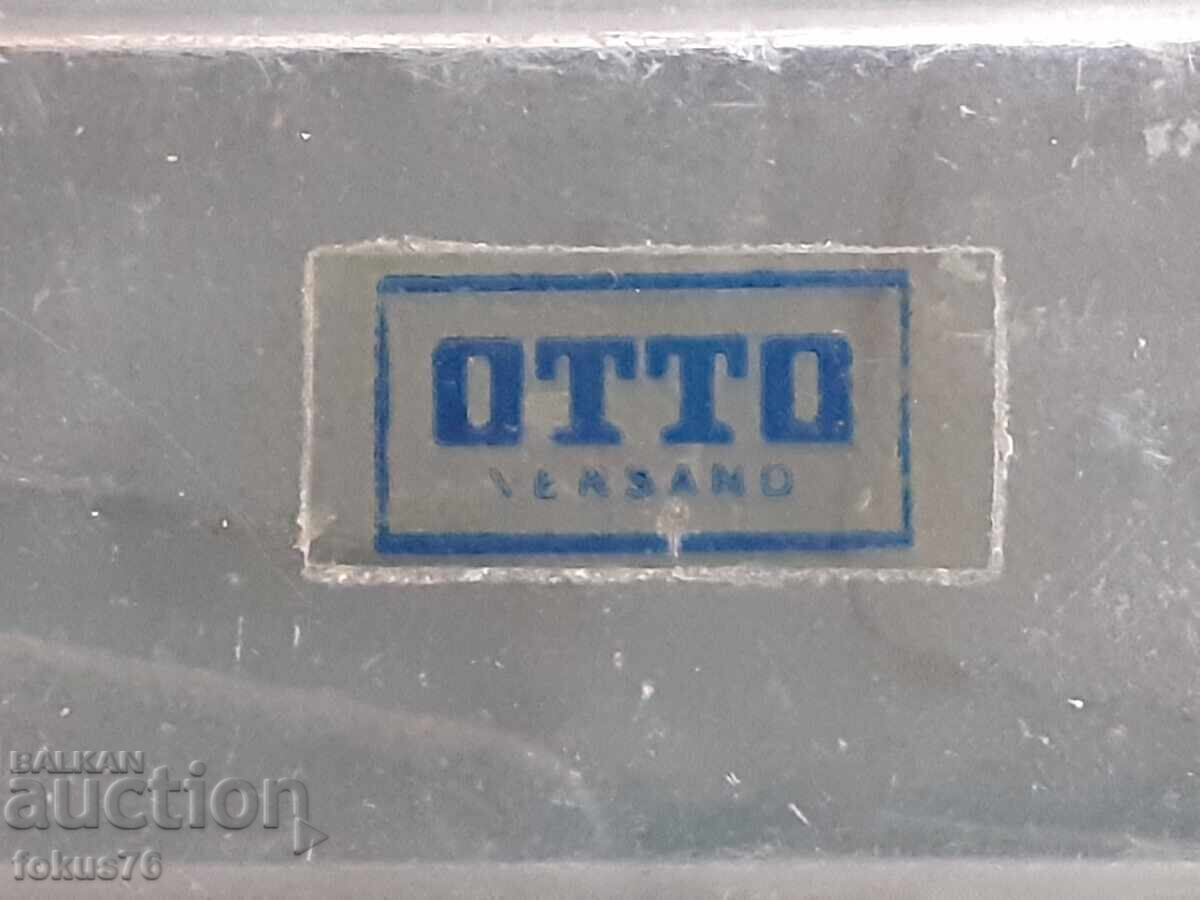 OTTO
VERSAND
BALKAN
auction
fokus76